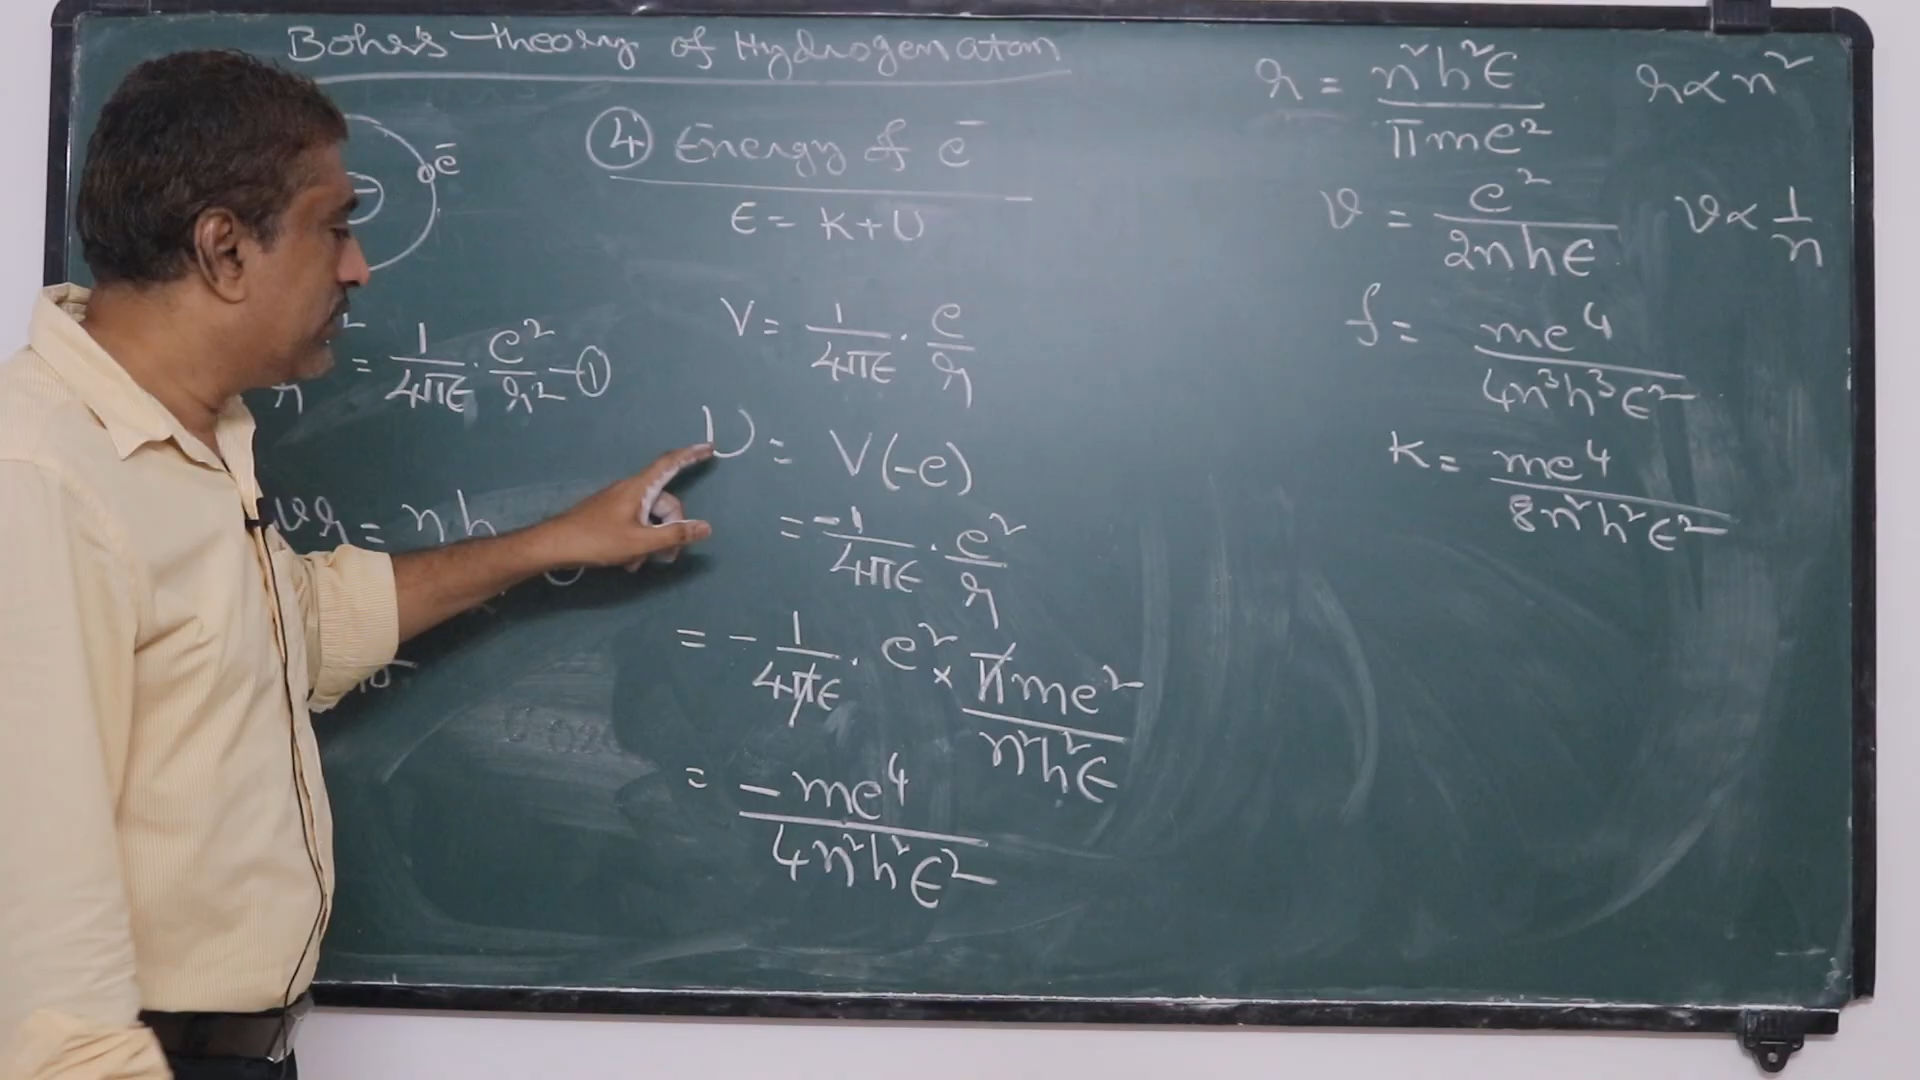 Bohr's theory of Hydrogen atom
e⁻
④ Energy of e⁻
E = K + U
= 1/4πϵ · e²/r² — ①
V = 1/4πϵ · e/r
U = V(-e)
= -1/4πϵ · e²/r
= - 1/4πϵ · e² × πme²/n²h²ϵ
= -me⁴/4n²h²ϵ²
vr = nh
r = n²h²ϵ/πme² r ∝ n²
v = e²/2nhϵ v ∝ 1/n
f = me⁴/4n³h³ϵ²
K = me⁴/8n²h²ϵ²